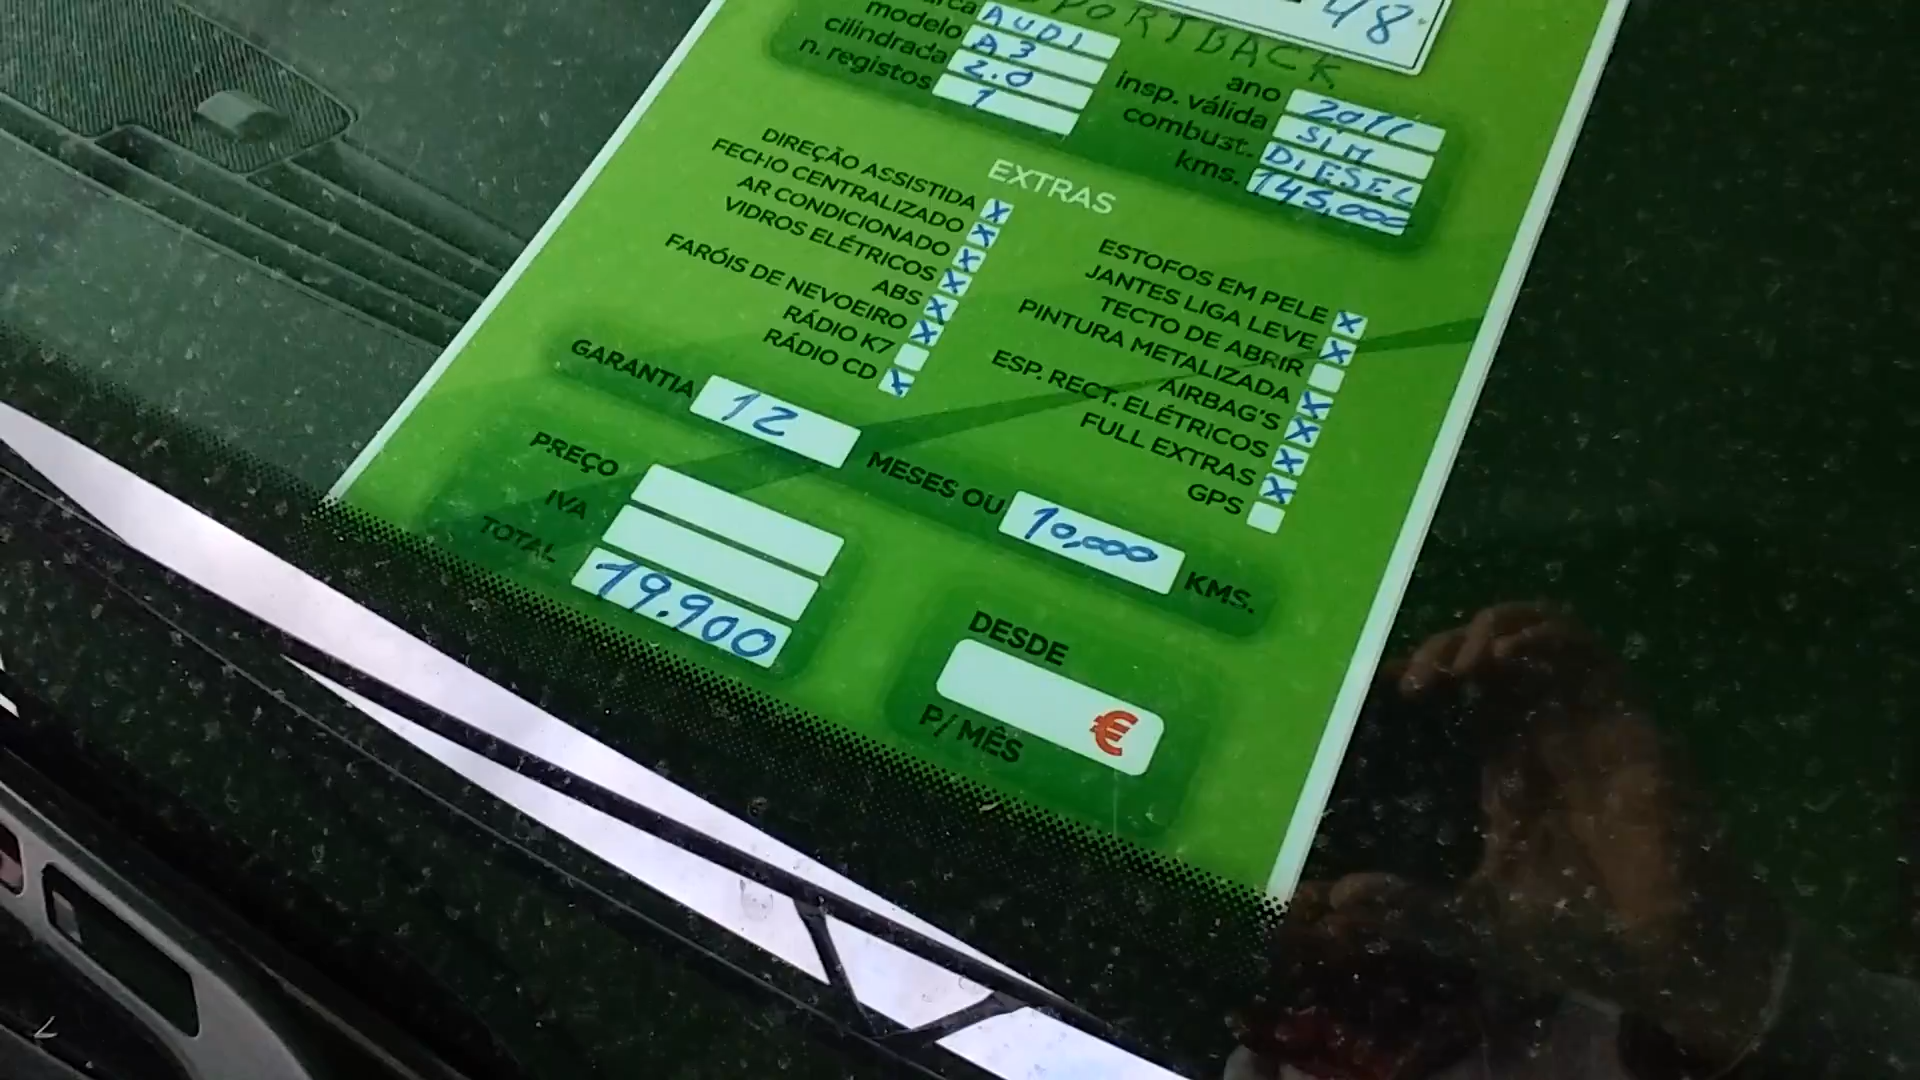 48
SPORTBACK
AUDI
modelo A3
cilindrada 2.0
n. registos 1
ano 2011
insp. válida SIM
combust. DIESEL
kms. 145,000
EXTRAS
DIREÇÃO ASSISTIDA X
FECHO CENTRALIZADO X
AR CONDICIONADO X
VIDROS ELÉTRICOS X
ABS X
FARÓIS DE NEVOEIRO X
RÁDIO K7
RÁDIO CD X
ESTOFOS EM PELE X
JANTES LIGA LEVE X
TECTO DE ABRIR
PINTURA METALIZADA X
AIRBAG'S X
ESP. RECT. ELÉTRICOS X
FULL EXTRAS X
GPS
GARANTIA 12 MESES OU 10,000 KMS.
PREÇO
IVA
TOTAL 19.900
DESDE
€
P/ MÊS